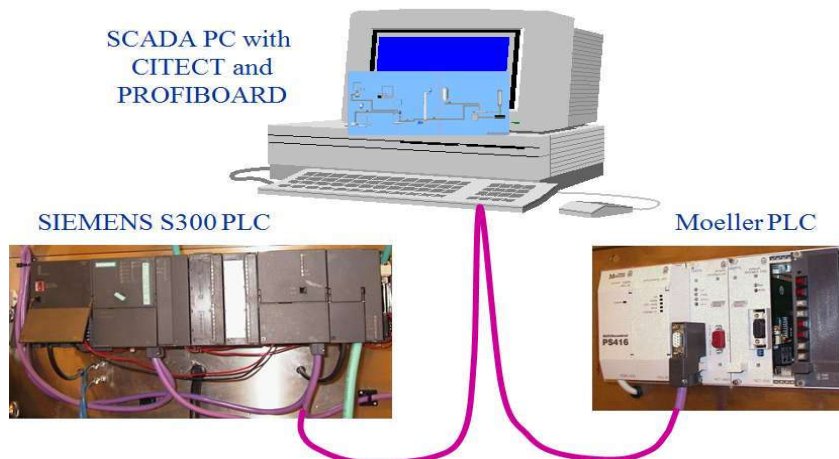 SCADA PC with
CITECT and
PROFIBOARD
SIEMENS S300 PLC
Moeller PLC
PS416